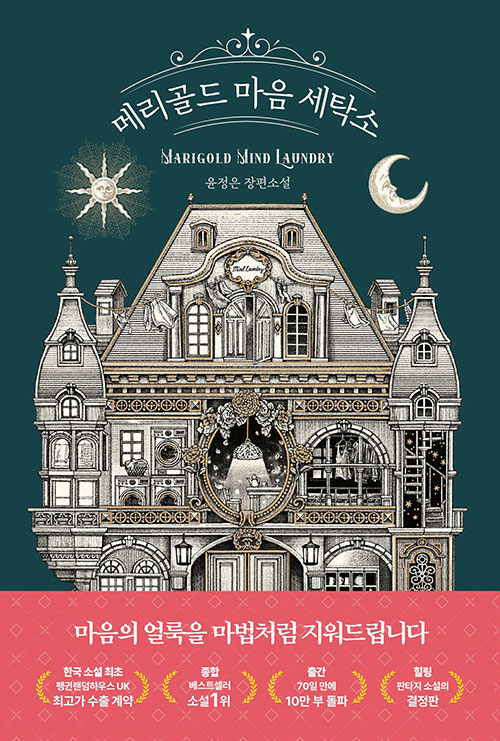 메리골드 마음 세탁소
MARIGOLD MIND LAUNDRY
윤정은 장편소설
Mind Laundry
마음의 얼룩을 마법처럼 지워드립니다
한국 소설 최초
펭귄랜덤하우스 UK
최고가 수출 계약
종합
베스트셀러
소설 1위
출간
70일 만에
10만 부 돌파
힐링
판타지 소설의
결정판